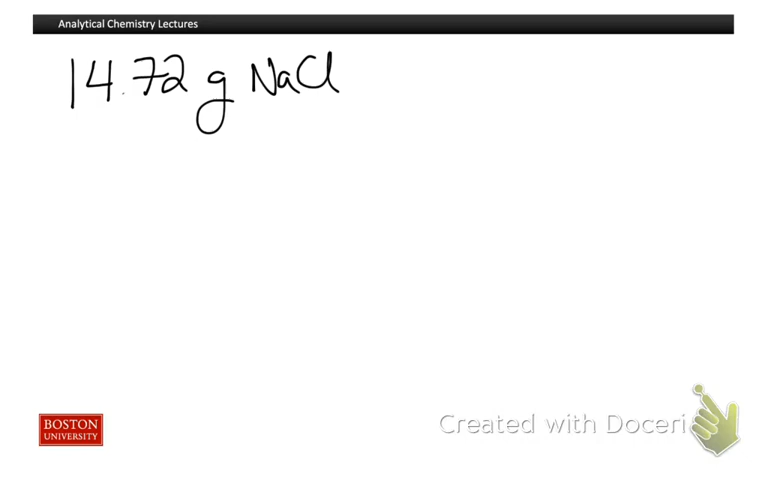 Analytical Chemistry Lectures
14.72 g NaCl
BOSTON
UNIVERSITY
Created with Doceri